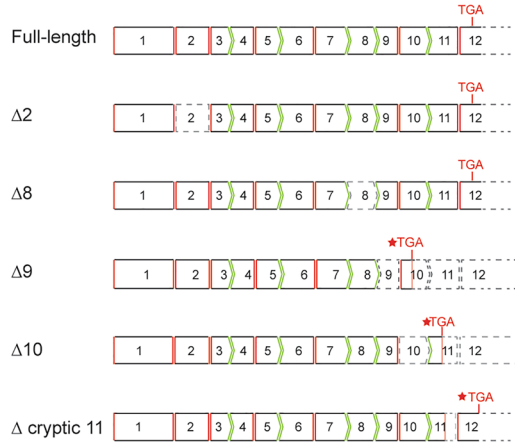 TGA
Full-length 1 2 3 4 5 6 7 8 9 10 11 12
TGA
Δ2 1 2 3 4 5 6 7 8 9 10 11 12
TGA
Δ8 1 2 3 4 5 6 7 8 9 10 11 12
★TGA
Δ9 1 2 3 4 5 6 7 8 9 10 11 12
★TGA
Δ10 1 2 3 4 5 6 7 8 9 10 11 12
★TGA
Δ cryptic 11 1 2 3 4 5 6 7 8 9 10 11 12